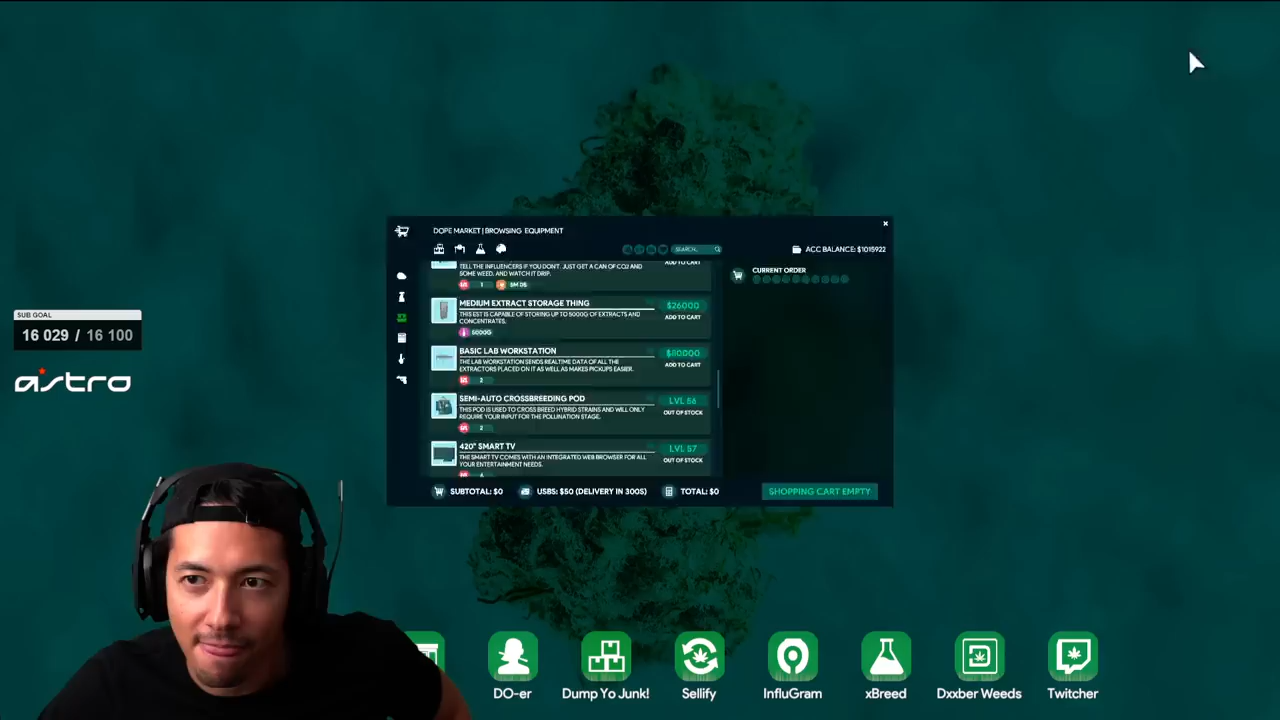 DOPE MARKET | BROWSING EQUIPMENT
SEARCH...
ACC BALANCE: $1015922
CURRENT ORDER
TELL THE INFLUENCERS IF YOU DON'T. JUST GET A CAN OF CO2 AND
SOME WEED, AND WATCH IT DRIP.
ADD TO CART
1
MEDIUM EXTRACT STORAGE THING
$26000
THIS EST IS CAPABLE OF STORING UP TO 5000G OF EXTRACTS AND
CONCENTRATES.
ADD TO CART
5000G
BASIC LAB WORKSTATION
$80000
THE LAB WORKSTATION SENDS REALTIME DATA OF ALL THE
EXTRACTORS PLACED ON IT AS WELL AS MAKES PICKUPS EASIER.
ADD TO CART
2
SEMI-AUTO CROSSBREEDING POD
LVL 56
THIS POD IS USED TO CROSS BREED HYBRID STRAINS AND WILL ONLY
REQUIRE YOUR INPUT FOR THE POLLINATION STAGE.
OUT OF STOCK
2
420" SMART TV
LVL 57
THE SMART TV COMES WITH AN INTEGRATED WEB BROWSER FOR ALL
YOUR ENTERTAINMENT NEEDS.
OUT OF STOCK
SUBTOTAL: $0
USBS: $50 (DELIVERY IN 300S)
TOTAL: $0
SHOPPING CART EMPTY
SUB GOAL
16 029 / 16 100
astro
DO-er
Dump Yo Junk!
Sellify
InfluGram
xBreed
Dxxber Weeds
Twitcher